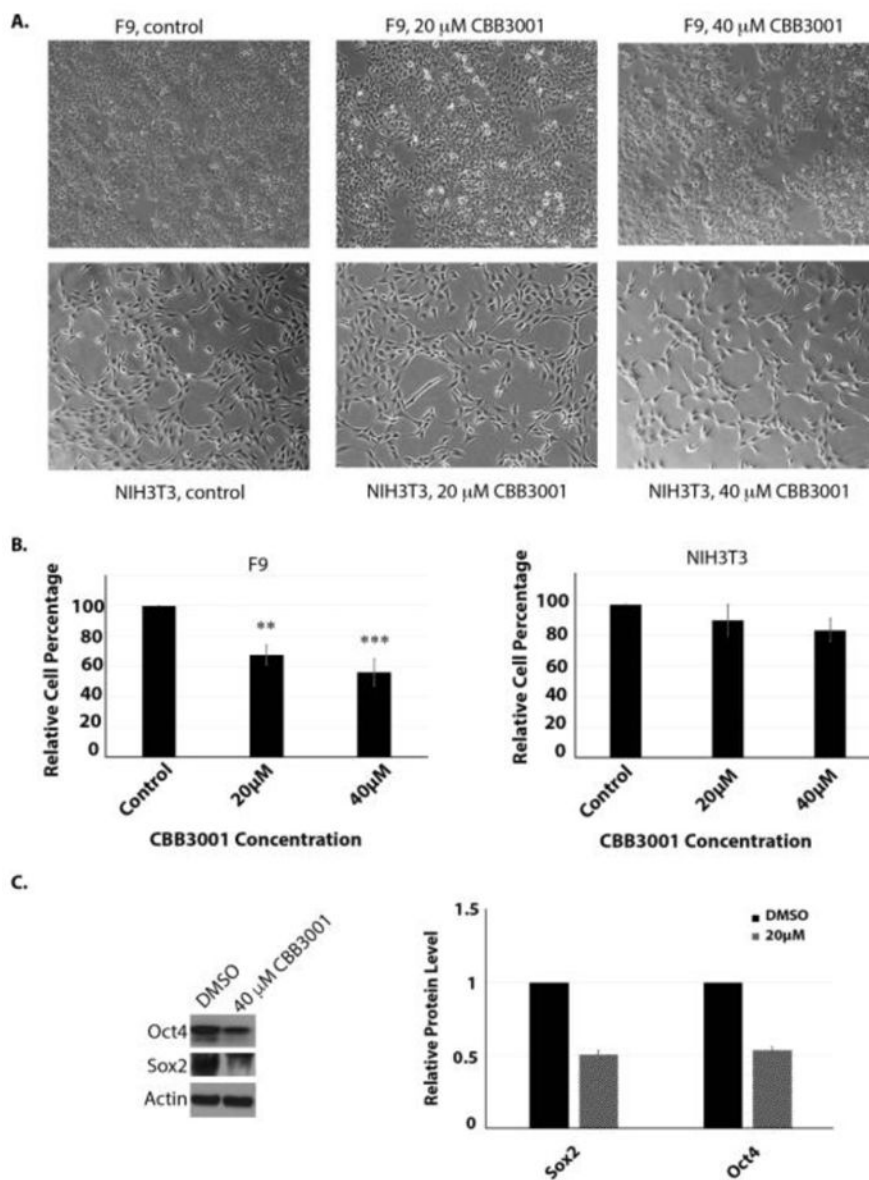 A.
F9, control
F9, 20 µM CBB3001
F9, 40 µM CBB3001
NIH3T3, control
NIH3T3, 20 µM CBB3001
NIH3T3, 40 µM CBB3001
B.
F9
Relative Cell Percentage
100
80
60
40
20
0
**
***
Control
20µM
40µM
CBB3001 Concentration
NIH3T3
Relative Cell Percentage
100
80
60
40
20
0
Control
20µM
40µM
CBB3001 Concentration
C.
DMSO
40 µM CBB3001
Oct4
Sox2
Actin
Relative Protein Level
1.5
1
0.5
0
DMSO
20µM
Sox2
Oct4